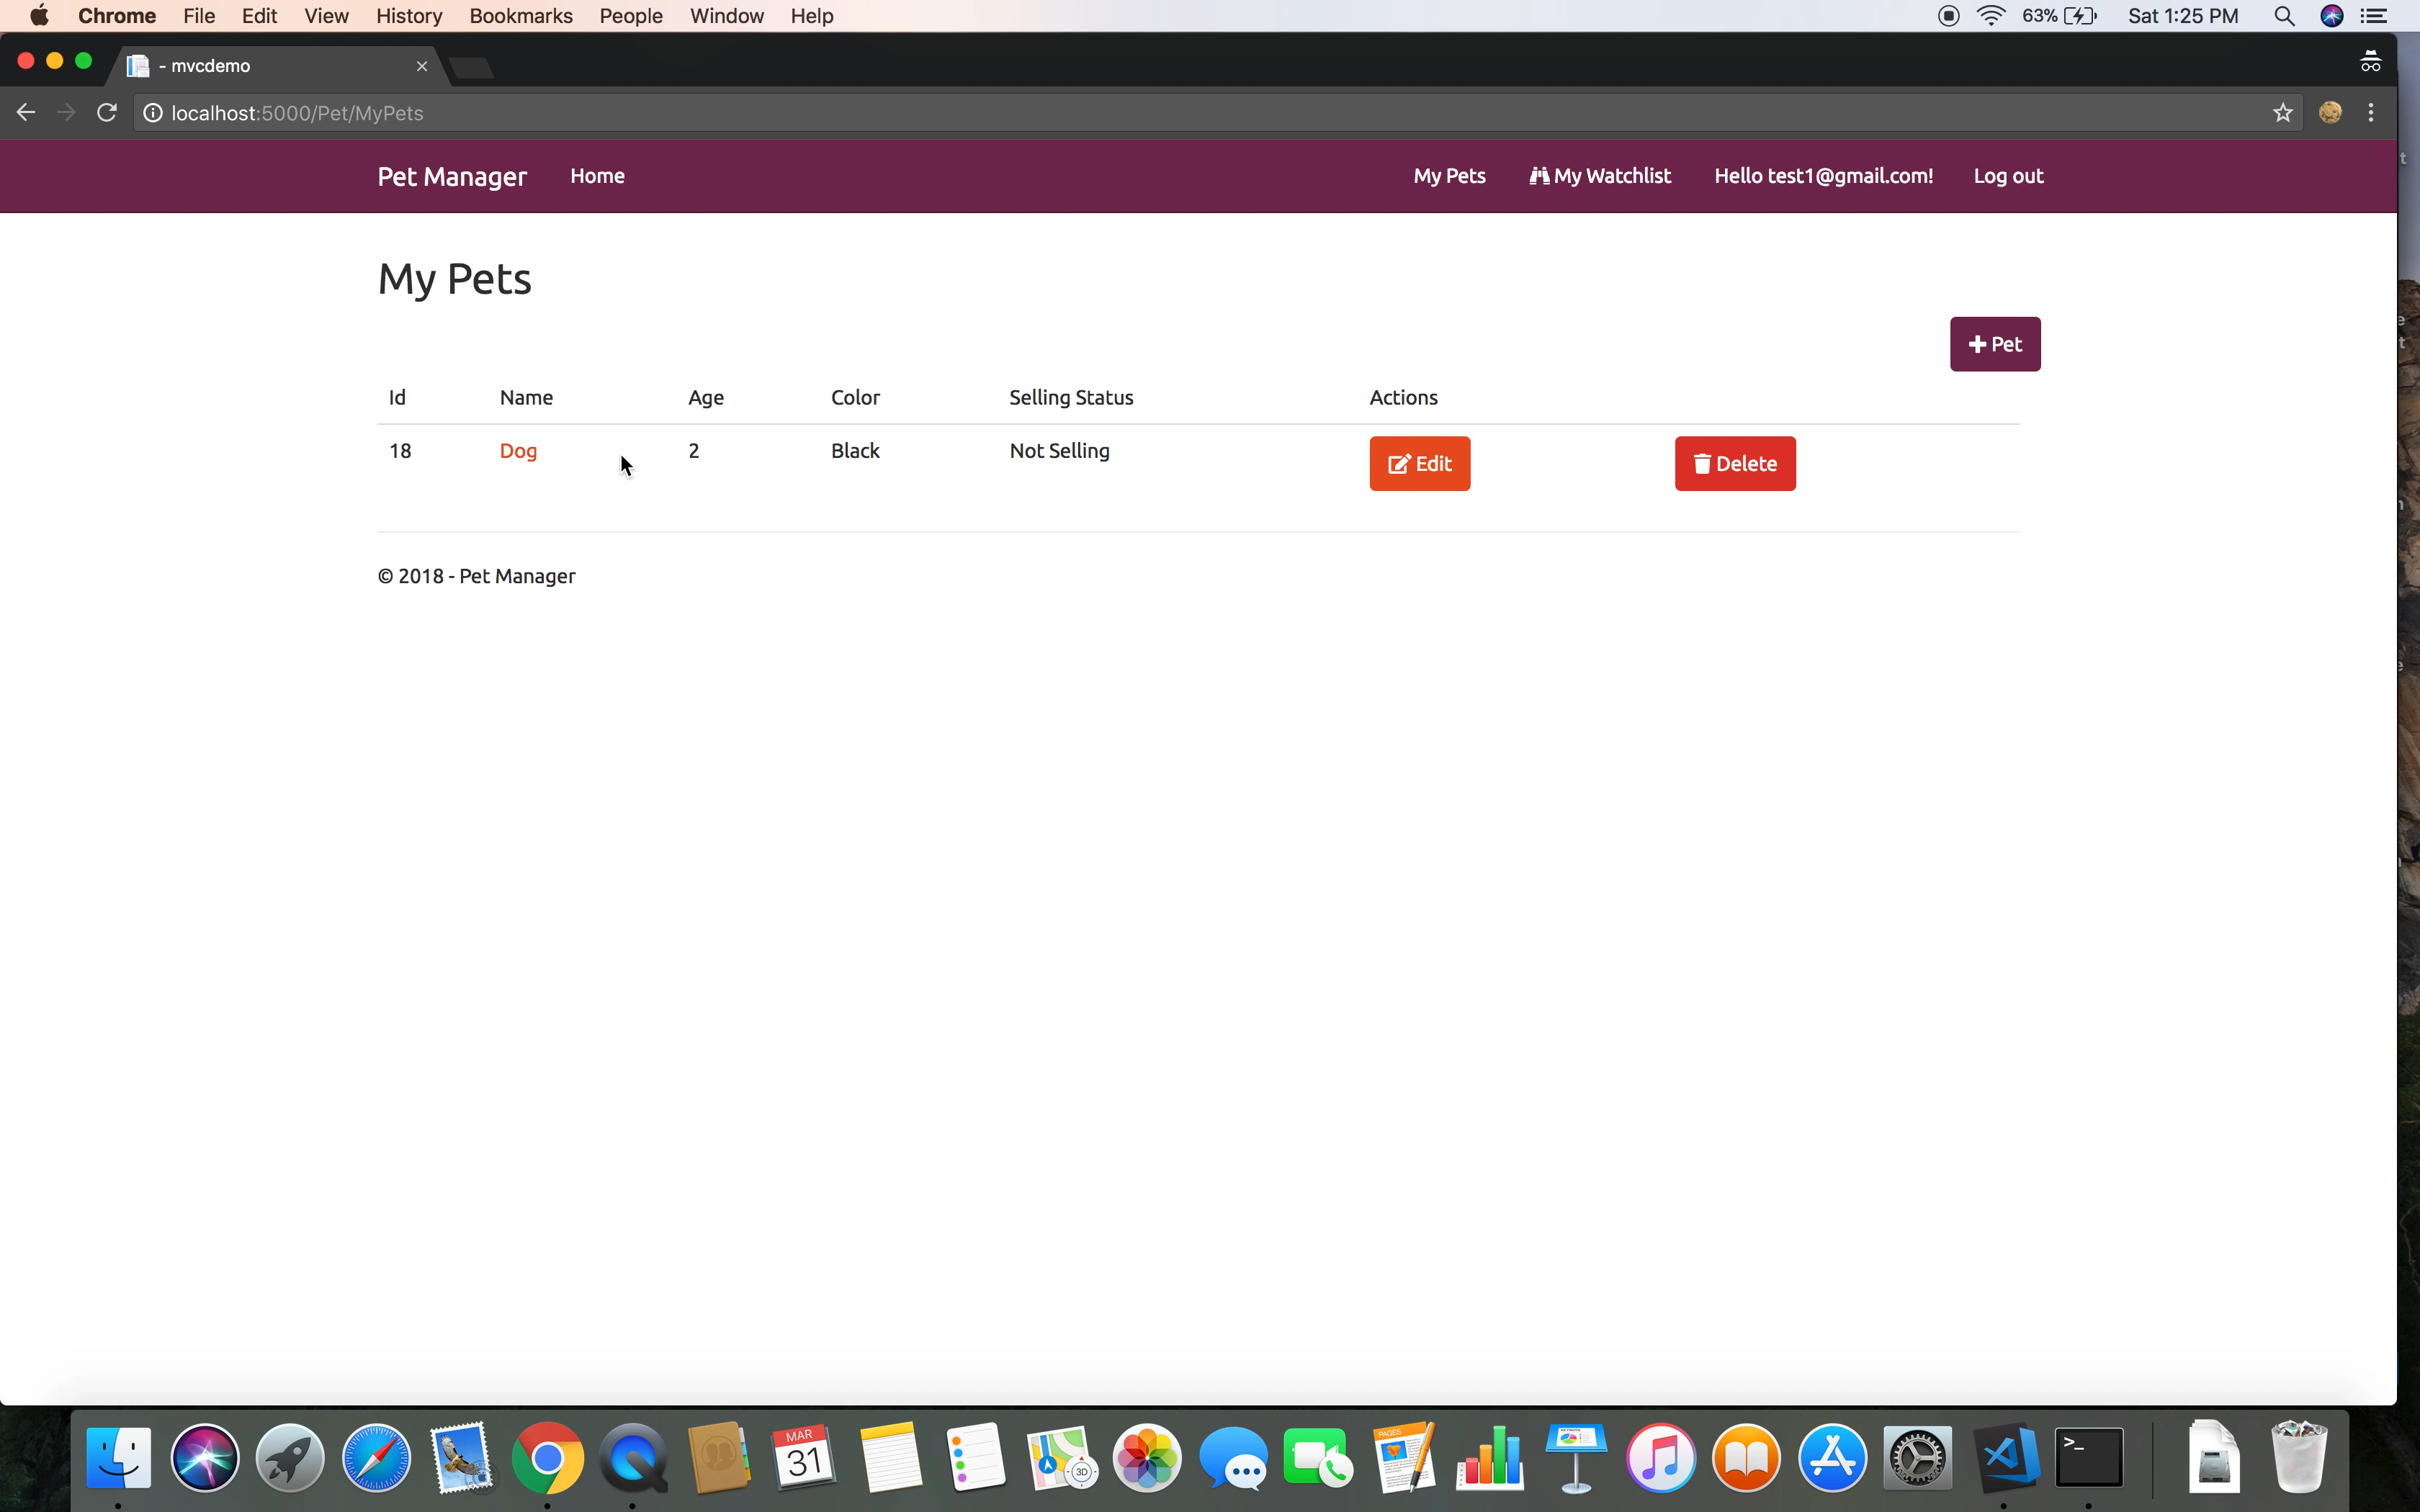 Chrome File Edit View History Bookmarks People Window Help 63% Sat 1:25 PM
- mvcdemo
localhost:5000/Pet/MyPets
Pet Manager Home My Pets My Watchlist Hello test1@gmail.com! Log out
My Pets
Pet
Id Name Age Color Selling Status Actions
18 Dog 2 Black Not Selling Edit Delete
© 2018 - Pet Manager
MAR
31
3D
PAGES
>_